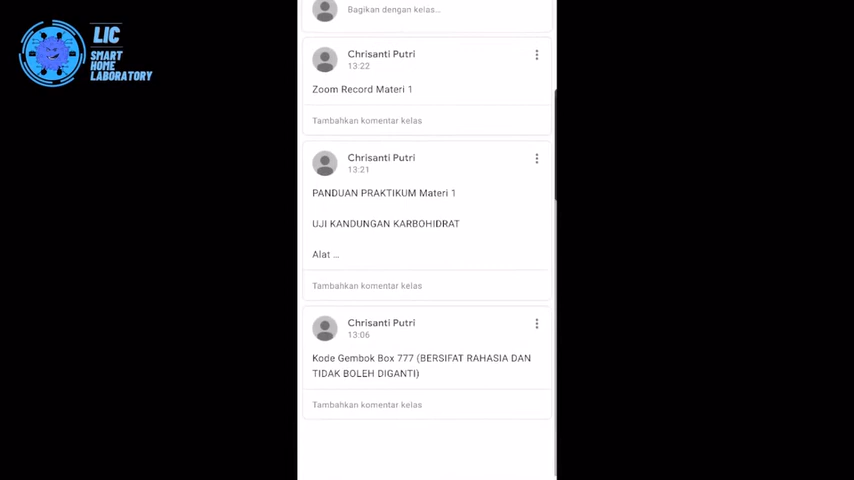 LIC
SMART
HOME
LABORATORY
Bagikan dengan kelas...
Chrisanti Putri
13:22
Zoom Record Materi 1
Tambahkan komentar kelas
Chrisanti Putri
13:21
PANDUAN PRAKTIKUM Materi 1
UJI KANDUNGAN KARBOHIDRAT
Alat ...
Tambahkan komentar kelas
Chrisanti Putri
13:06
Kode Gembok Box 777 (BERSIFAT RAHASIA DAN
TIDAK BOLEH DIGANTI)
Tambahkan komentar kelas